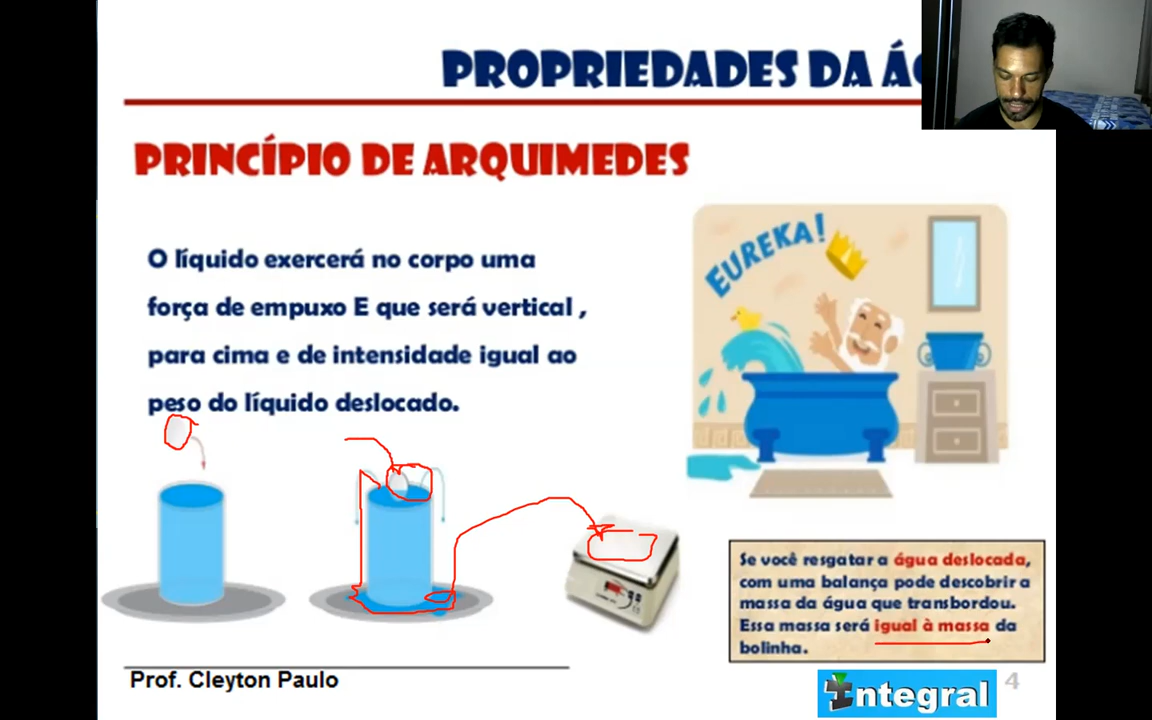 PROPRIEDADES DA
PRINCÍPIO DE ARQUIMEDES
O líquido exercerá no corpo uma
força de empuxo E que será vertical ,
para cima e de intensidade igual ao
peso do líquido deslocado.
EUREKA!
Se você resgatar a água deslocada,
com uma balança pode descobrir a
massa da água que transbordou.
Essa massa será igual à massa da
bolinha.
Prof. Cleyton Paulo
Integral
4